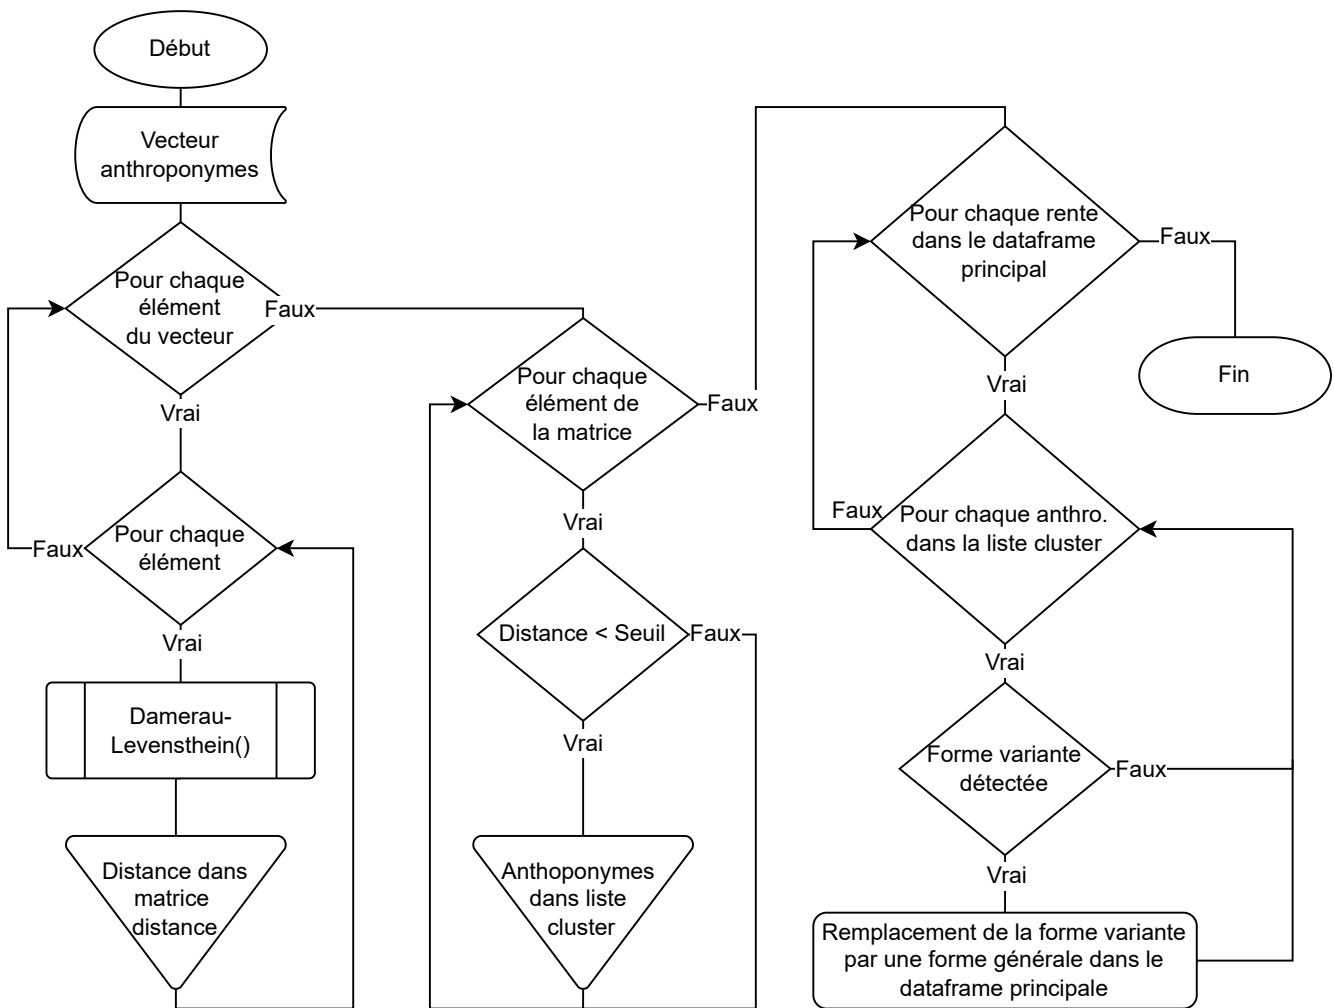 Début
Vecteur
anthroponymes
Pour chaque
élément
du vecteur
Faux
Vrai
Pour chaque
élément
Faux
Vrai
Damerau-
Levensthein()
Distance dans
matrice
distance
Pour chaque
élément de
la matrice
Faux
Vrai
Distance < Seuil
Faux
Vrai
Anthoponymes
dans liste
cluster
Pour chaque rente
dans le dataframe
principal
Faux
Fin
Vrai
Pour chaque anthro.
dans la liste cluster
Faux
Vrai
Forme variante
détectée
Faux
Vrai
Remplacement de la forme variante
par une forme générale dans le
dataframe principale